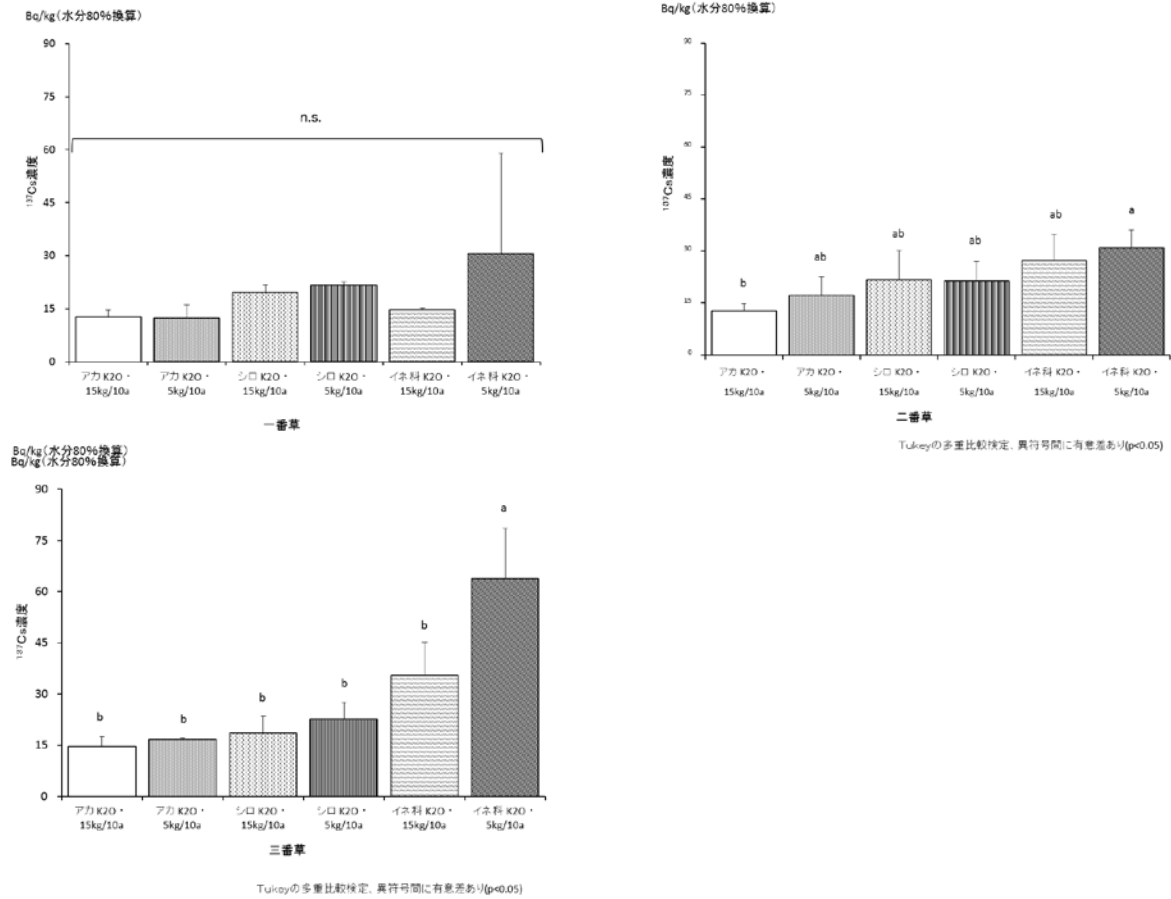 Bq/kg(水分80%換算)
90
75
60
45
30
15
0
¹³⁷Cs濃度
n.s.
アカ K2O・
15kg/10a
アカ K2O・
5kg/10a
シロ K2O・
15kg/10a
シロ K2O・
5kg/10a
イネ科 K2O・
15kg/10a
イネ科 K2O・
5kg/10a
一番草
Bq/kg(水分80%換算)
90
75
60
45
30
15
0
¹³⁷Cs濃度
b
ab
ab
ab
ab
a
アカ K2O・
15kg/10a
アカ K2O・
5kg/10a
シロ K2O・
15kg/10a
シロ K2O・
5kg/10a
イネ科 K2O・
15kg/10a
イネ科 K2O・
5kg/10a
二番草
Tukeyの多重比較検定、異符号間に有意差あり(p<0.05)
Bq/kg(水分80%換算)
Bq/kg(水分80%換算)
90
75
60
45
30
15
0
¹³⁷Cs濃度
b
b
b
b
b
a
アカ K2O・
15kg/10a
アカ K2O・
5kg/10a
シロ K2O・
15kg/10a
シロ K2O・
5kg/10a
イネ科 K2O・
15kg/10a
イネ科 K2O・
5kg/10a
三番草
Tukeyの多重比較検定、異符号間に有意差あり(p<0.05)